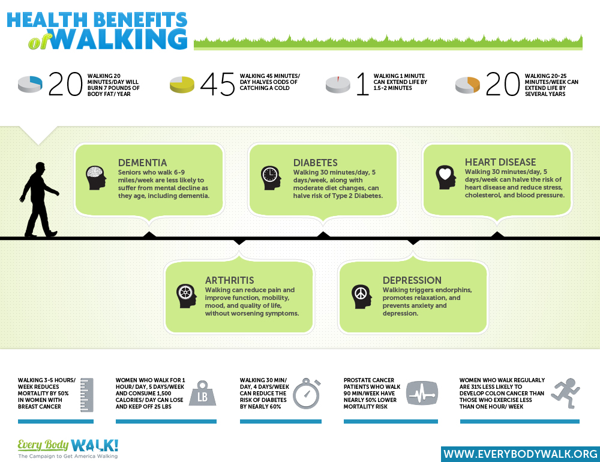 HEALTH BENEFITS
of WALKING
20
WALKING 20
MINUTES/DAY WILL
BURN 7 POUNDS OF
BODY FAT/ YEAR
45
WALKING 45 MINUTES/
DAY HALVES ODDS OF
CATCHING A COLD
1
WALKING 1 MINUTE
CAN EXTEND LIFE BY
1.5-2 MINUTES
20
WALKING 20-25
MINUTES/WEEK CAN
EXTEND LIFE BY
SEVERAL YEARS
DEMENTIA
Seniors who walk 6-9
miles/week are less likely to
suffer from mental decline as
they age, including dementia.
DIABETES
Walking 30 minutes/day, 5
days/week, along with
moderate diet changes, can
halve risk of Type 2 Diabetes.
HEART DISEASE
Walking 30 minutes/day, 5
days/week can halve the risk of
heart disease and reduce stress,
cholesterol, and blood pressure.
ARTHRITIS
Walking can reduce pain and
improve function, mobility,
mood, and quality of life,
without worsening symptoms.
DEPRESSION
Walking triggers endorphins,
promotes relaxation, and
prevents anxiety and
depression.
WALKING 3-5 HOURS/
WEEK REDUCES
MORTALITY BY 50%
IN WOMEN WITH
BREAST CANCER
WOMEN WHO WALK FOR 1
HOUR/ DAY, 5 DAYS/WEEK
AND CONSUME 1,500
CALORIES/ DAY CAN LOSE
AND KEEP OFF 25 LBS
LB
WALKING 30 MIN/
DAY, 4 DAYS/WEEK
CAN REDUCE THE
RISK OF DIABETES
BY NEARLY 60%
PROSTATE CANCER
PATIENTS WHO WALK
90 MIN/WEEK HAVE
NEARLY 50% LOWER
MORTALITY RISK
WOMEN WHO WALK REGULARLY
ARE 31% LESS LIKELY TO
DEVELOP COLON CANCER THAN
THOSE WHO EXERCISE LESS
THAN ONE HOUR/ WEEK
Every Body WALK!
The Campaign to Get America Walking
WWW.EVERYBODYWALK.ORG